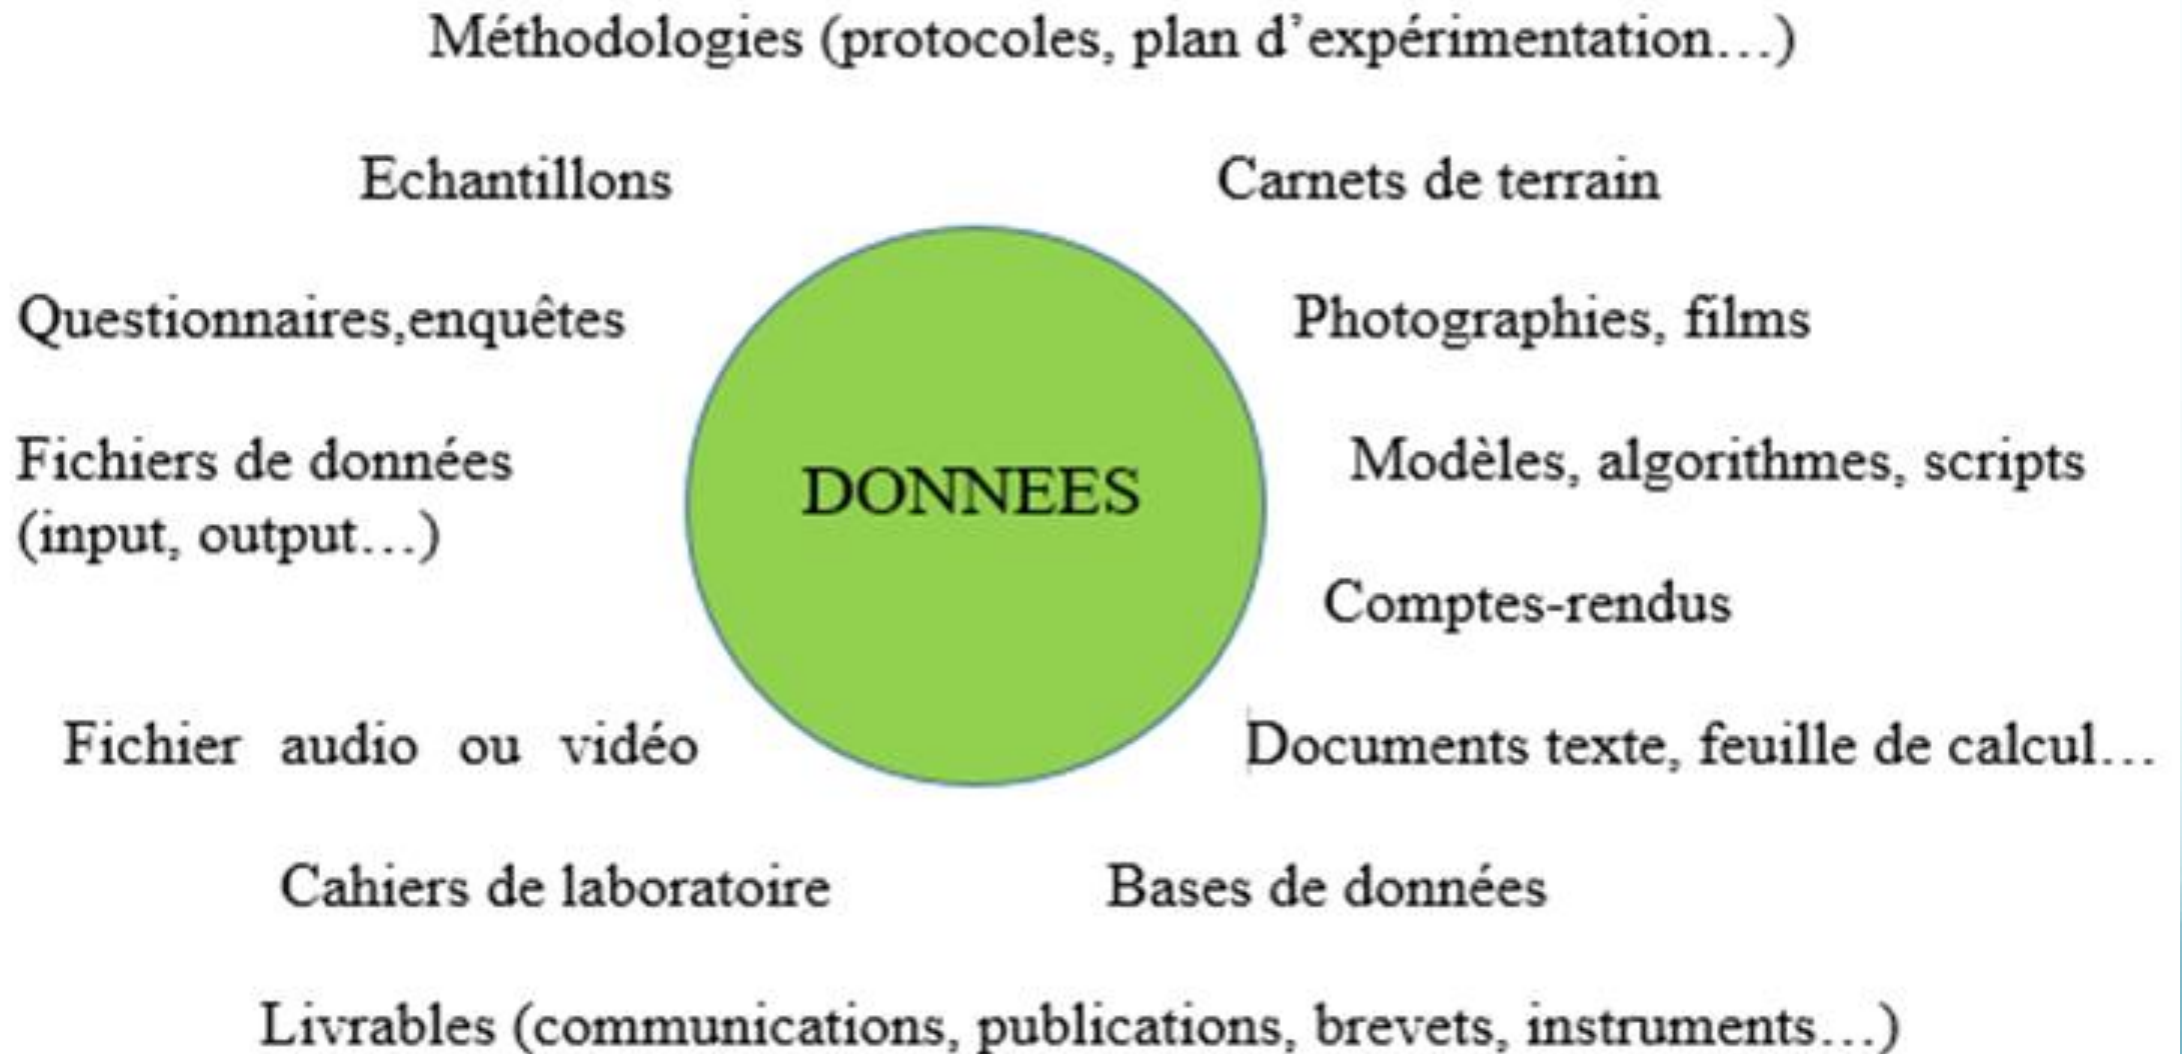 Méthodologies (protocoles, plan d’expérimentation…)
Echantillons
Carnets de terrain
Questionnaires,enquêtes
Photographies, films
Fichiers de données
(input, output…)
DONNEES
Modèles, algorithmes, scripts
Comptes-rendus
Fichier audio ou vidéo
Documents texte, feuille de calcul…
Cahiers de laboratoire
Bases de données
Livrables (communications, publications, brevets, instruments…)